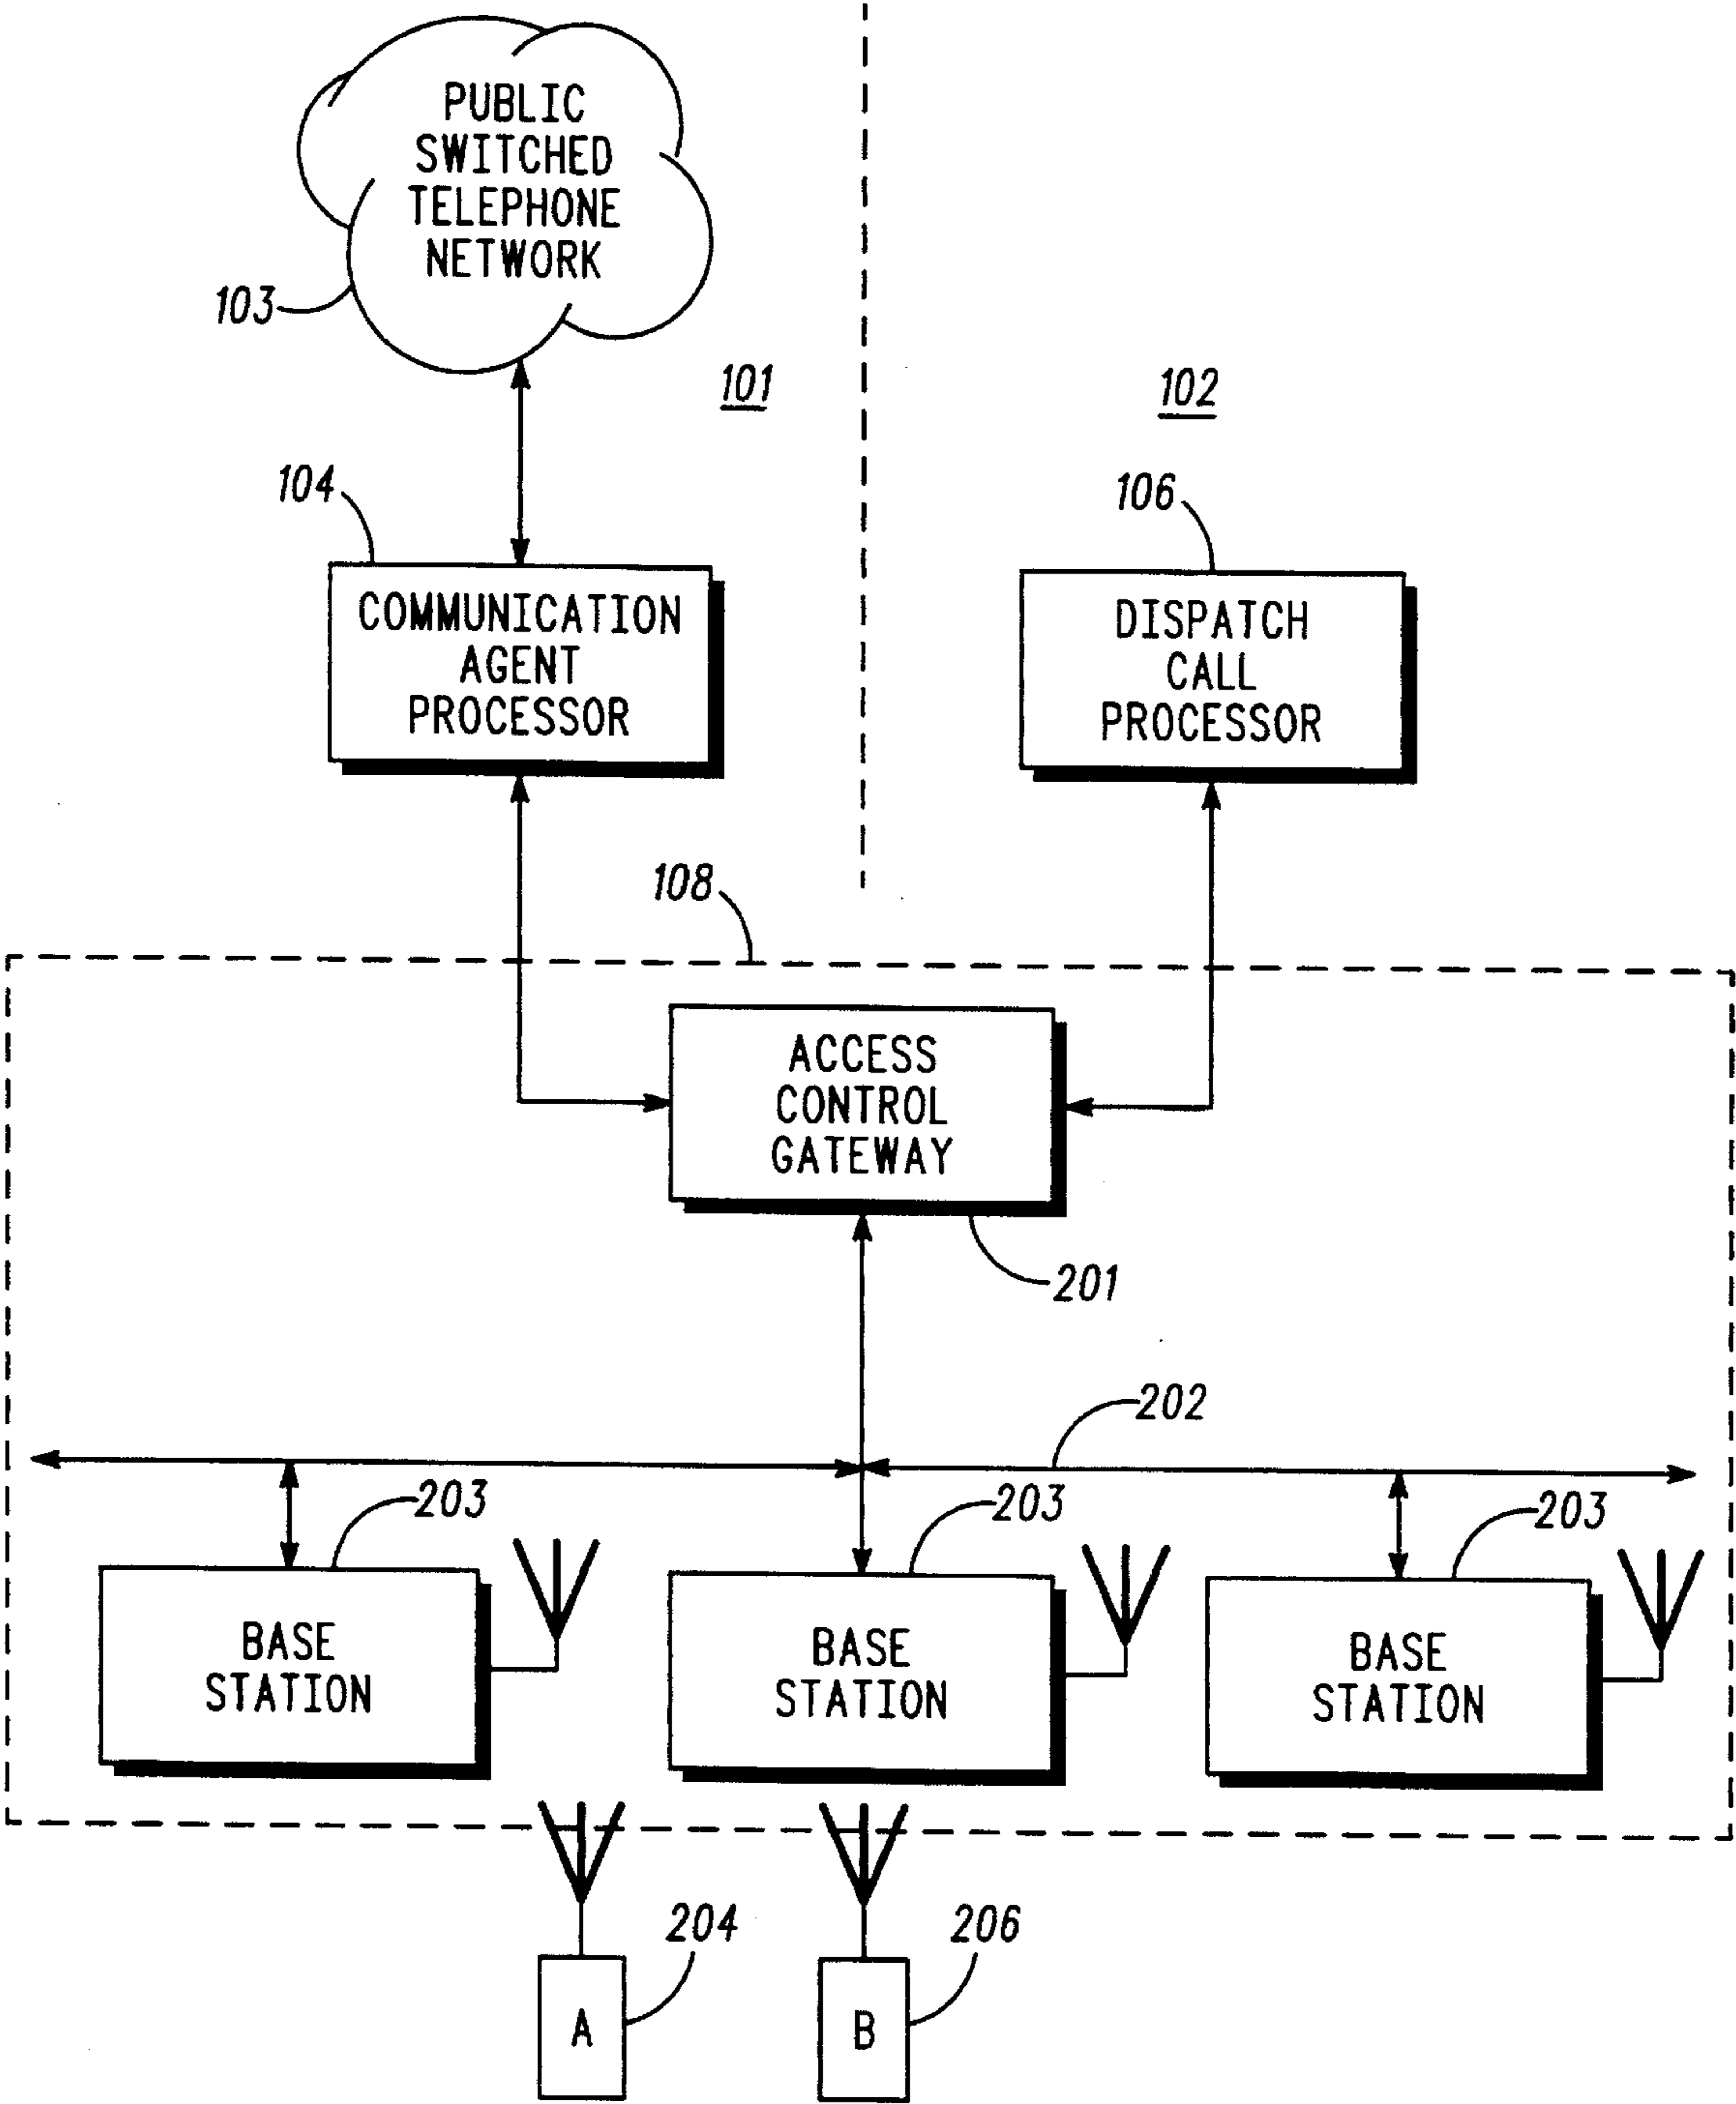 PUBLIC
SWITCHED
TELEPHONE
NETWORK
103
101
102
104
106
COMMUNICATION
AGENT
PROCESSOR
DISPATCH
CALL
PROCESSOR
108
ACCESS
CONTROL
GATEWAY
201
202
203
203
203
BASE
STATION
BASE
STATION
BASE
STATION
204
206
A
B